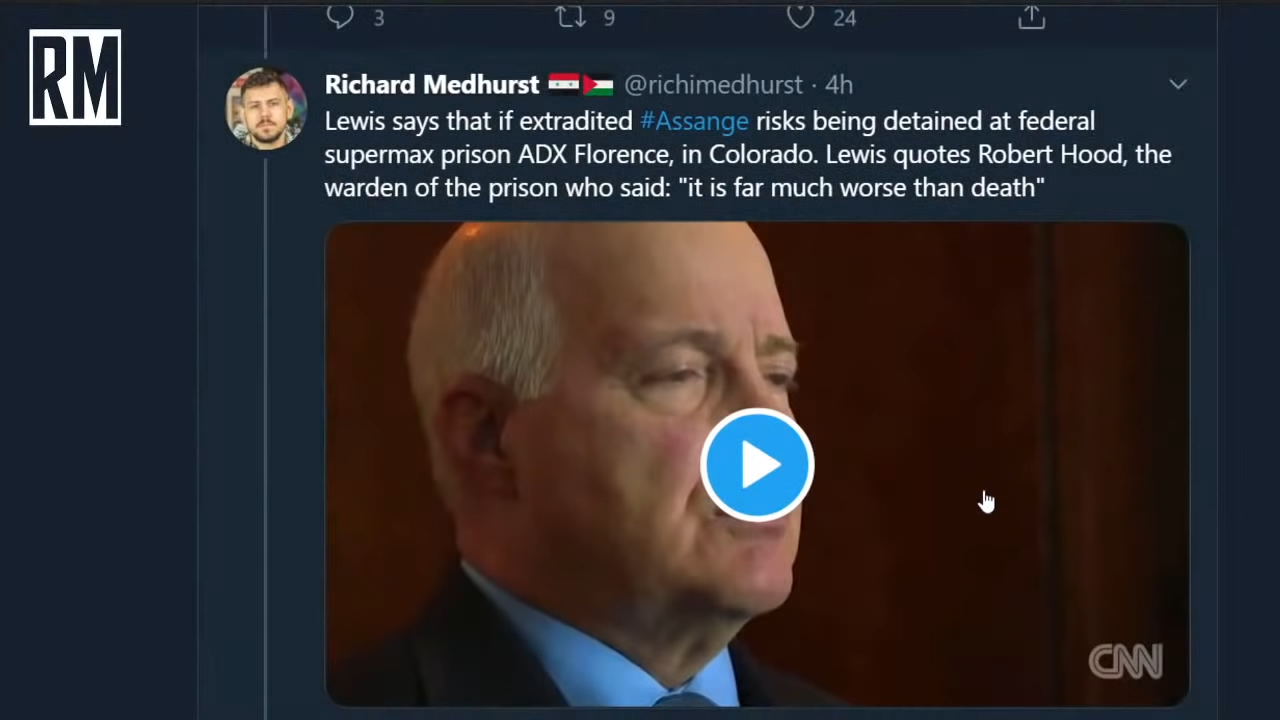 3 9 24
RM
Richard Medhurst @richimedhurst · 4h
Lewis says that if extradited #Assange risks being detained at federal
supermax prison ADX Florence, in Colorado. Lewis quotes Robert Hood, the
warden of the prison who said: "it is far much worse than death"
CNN